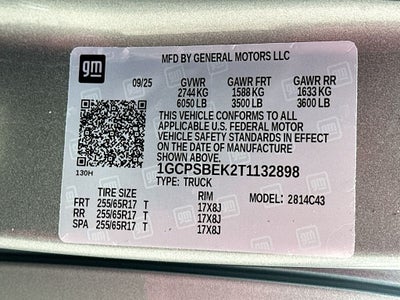 gm
MFD BY GENERAL MOTORS LLC
09/25 GVWR GAWR FRT GAWR RR
2744 KG 1588 KG 1633 KG
6050 LB 3500 LB 3600 LB
THIS VEHICLE CONFORMS TO ALL
APPLICABLE U.S. FEDERAL MOTOR
VEHICLE SAFETY STANDARDS IN EFFECT
ON THE DATE OF MANUFACTURE
SHOWN ABOVE.
130H 1GCPSBEK2T1132898
TYPE: TRUCK
TIRE SIZE RIM MODEL: 2814C43
FRT 255/65R17 T 17X8J
RR 255/65R17 T 17X8J
SPA 255/65R17 T 17X8J